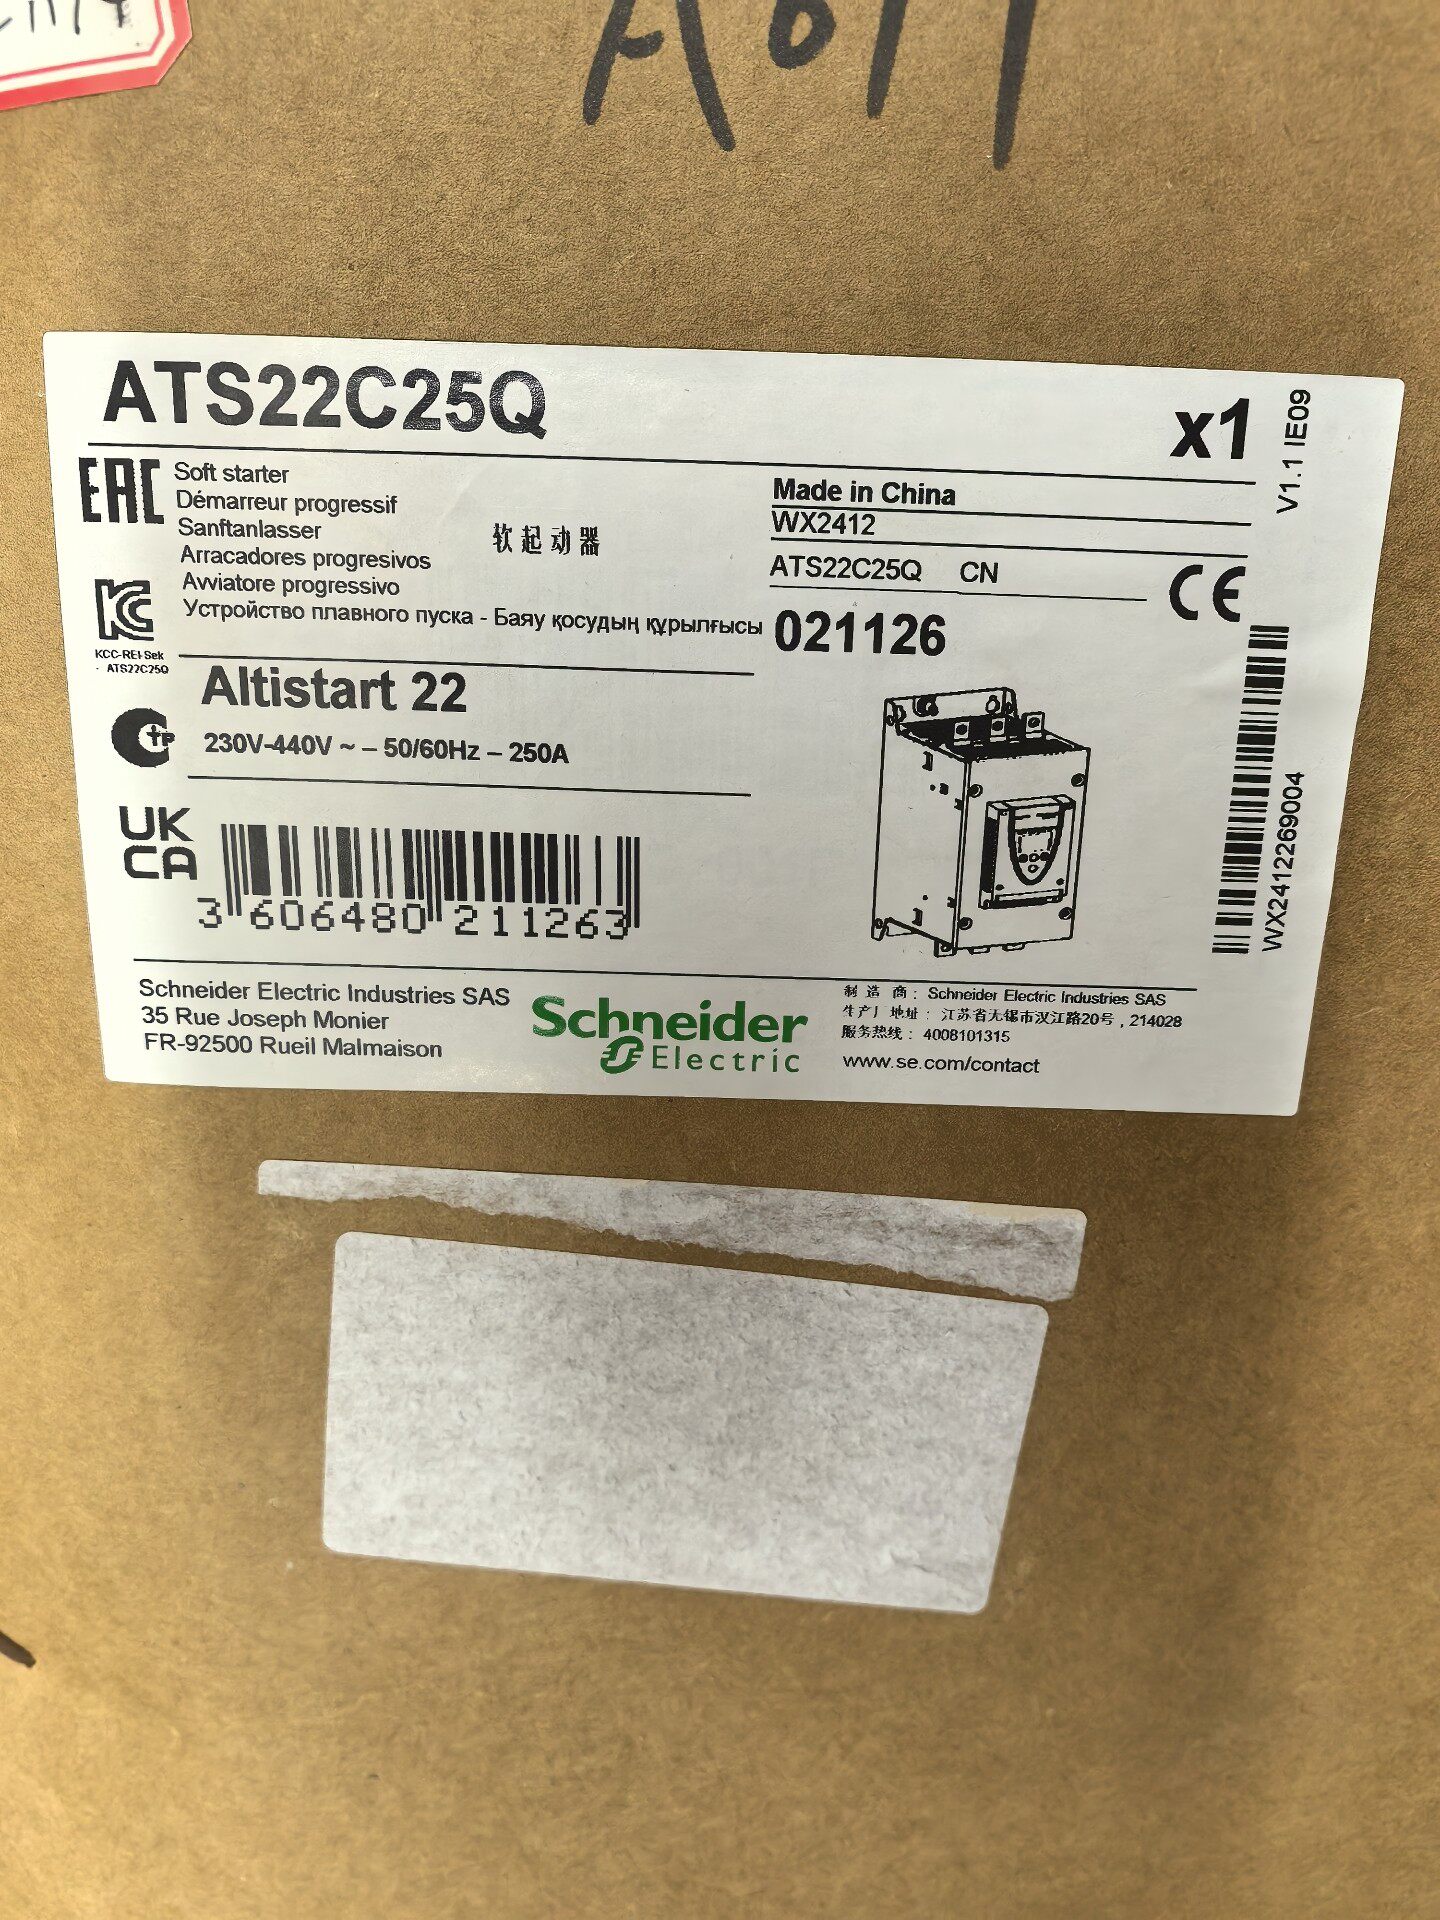 ATS22C25Q
x1
V1.1 IE09
EAC
Soft starter
Démarreur progressif
Sanftanlasser
Arracadores progresivos
Avviatore progressivo
Устройство плавного пуска - Баяу қосудың құрылғысы
软起动器
Made in China
WX2412
ATS22C25Q CN
CE
021126
KC
KCC-REI-Sek
- ATS22C25Q
Altistart 22
230V-440V ~ – 50/60Hz – 250A
UK
CA
3 606480 211263
WX2412269004
Schneider Electric Industries SAS
35 Rue Joseph Monier
FR-92500 Rueil Malmaison
Schneider
Electric
制 造 商： Schneider Electric Industries SAS
生产厂地址： 江苏省无锡市汉江路20号，214028
服务热线： 4008101315
www.se.com/contact